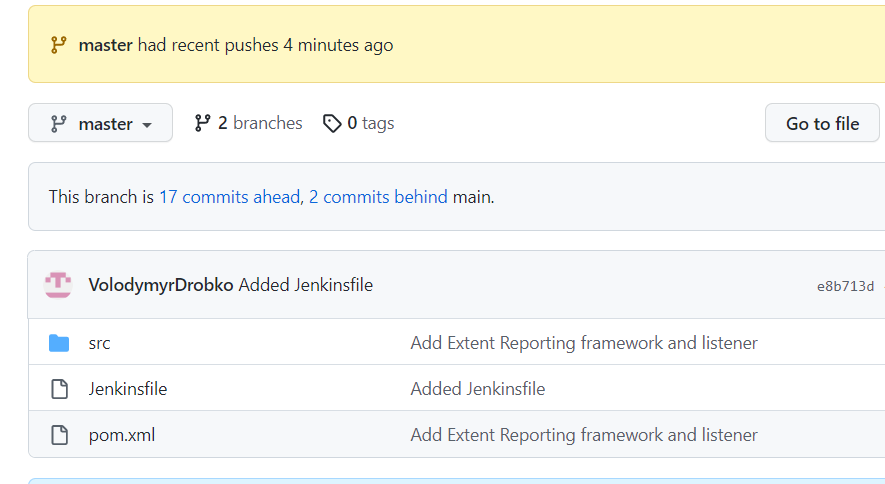 master had recent pushes 4 minutes ago
master 2 branches 0 tags Go to file
This branch is 17 commits ahead, 2 commits behind main.
VolodymyrDrobko Added Jenkinsfile e8b713d
src Add Extent Reporting framework and listener
Jenkinsfile Added Jenkinsfile
pom.xml Add Extent Reporting framework and listener